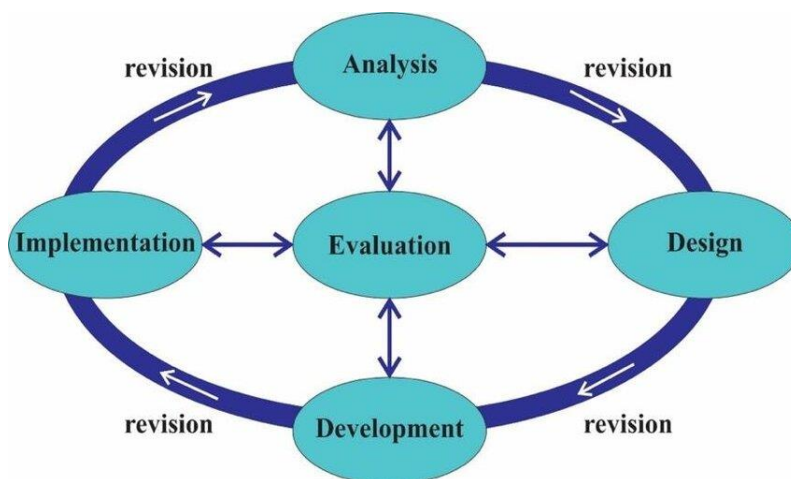 Analysis
revision
revision
Implementation
Evaluation
Design
revision
revision
Development